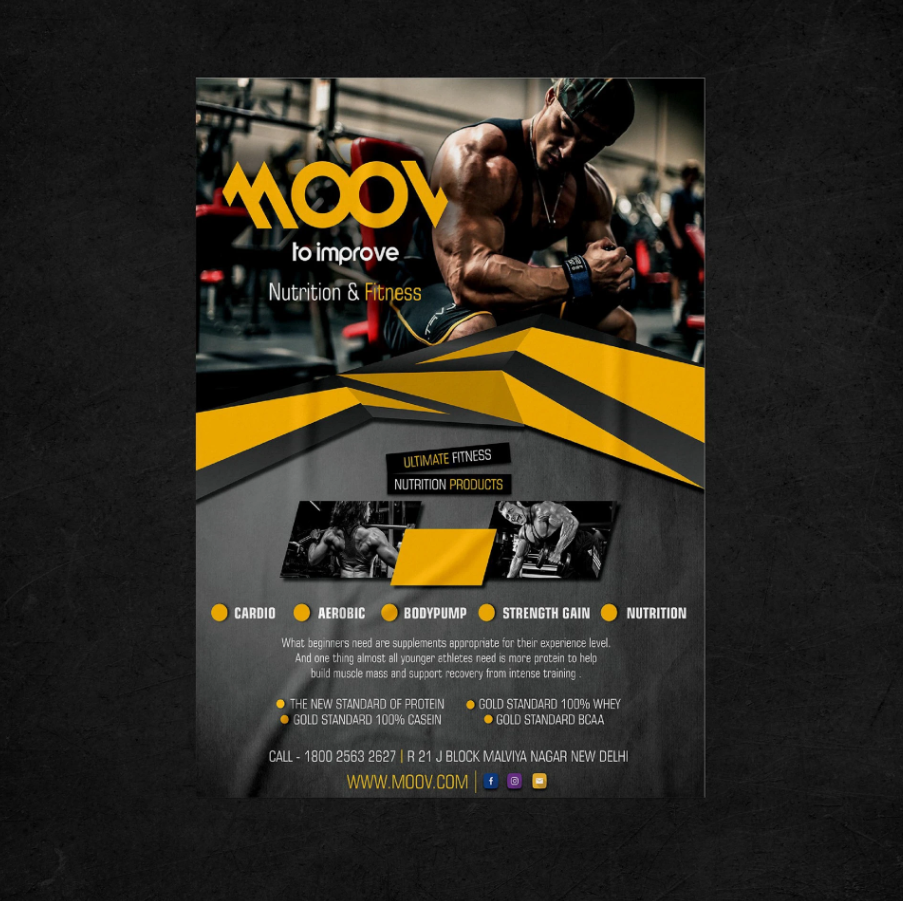 MOOV
to improve
Nutrition & Fitness
ULTIMATE FITNESS
NUTRITION PRODUCTS
CARDIO AEROBIC BODYPUMP STRENGTH GAIN NUTRITION
What beginners need are supplements appropriate for their experience level.
And one thing almost all younger athletes need is more protein to help
build muscle mass and support recovery from intense training .
THE NEW STANDARD OF PROTEIN GOLD STANDARD 100% WHEY
GOLD STANDARD 100% CASEIN GOLD STANDARD BCAA
CALL - 1800 2563 2627 | R 21 J BLOCK MALVIYA NAGAR NEW DELHI
WWW.MOOV.COM